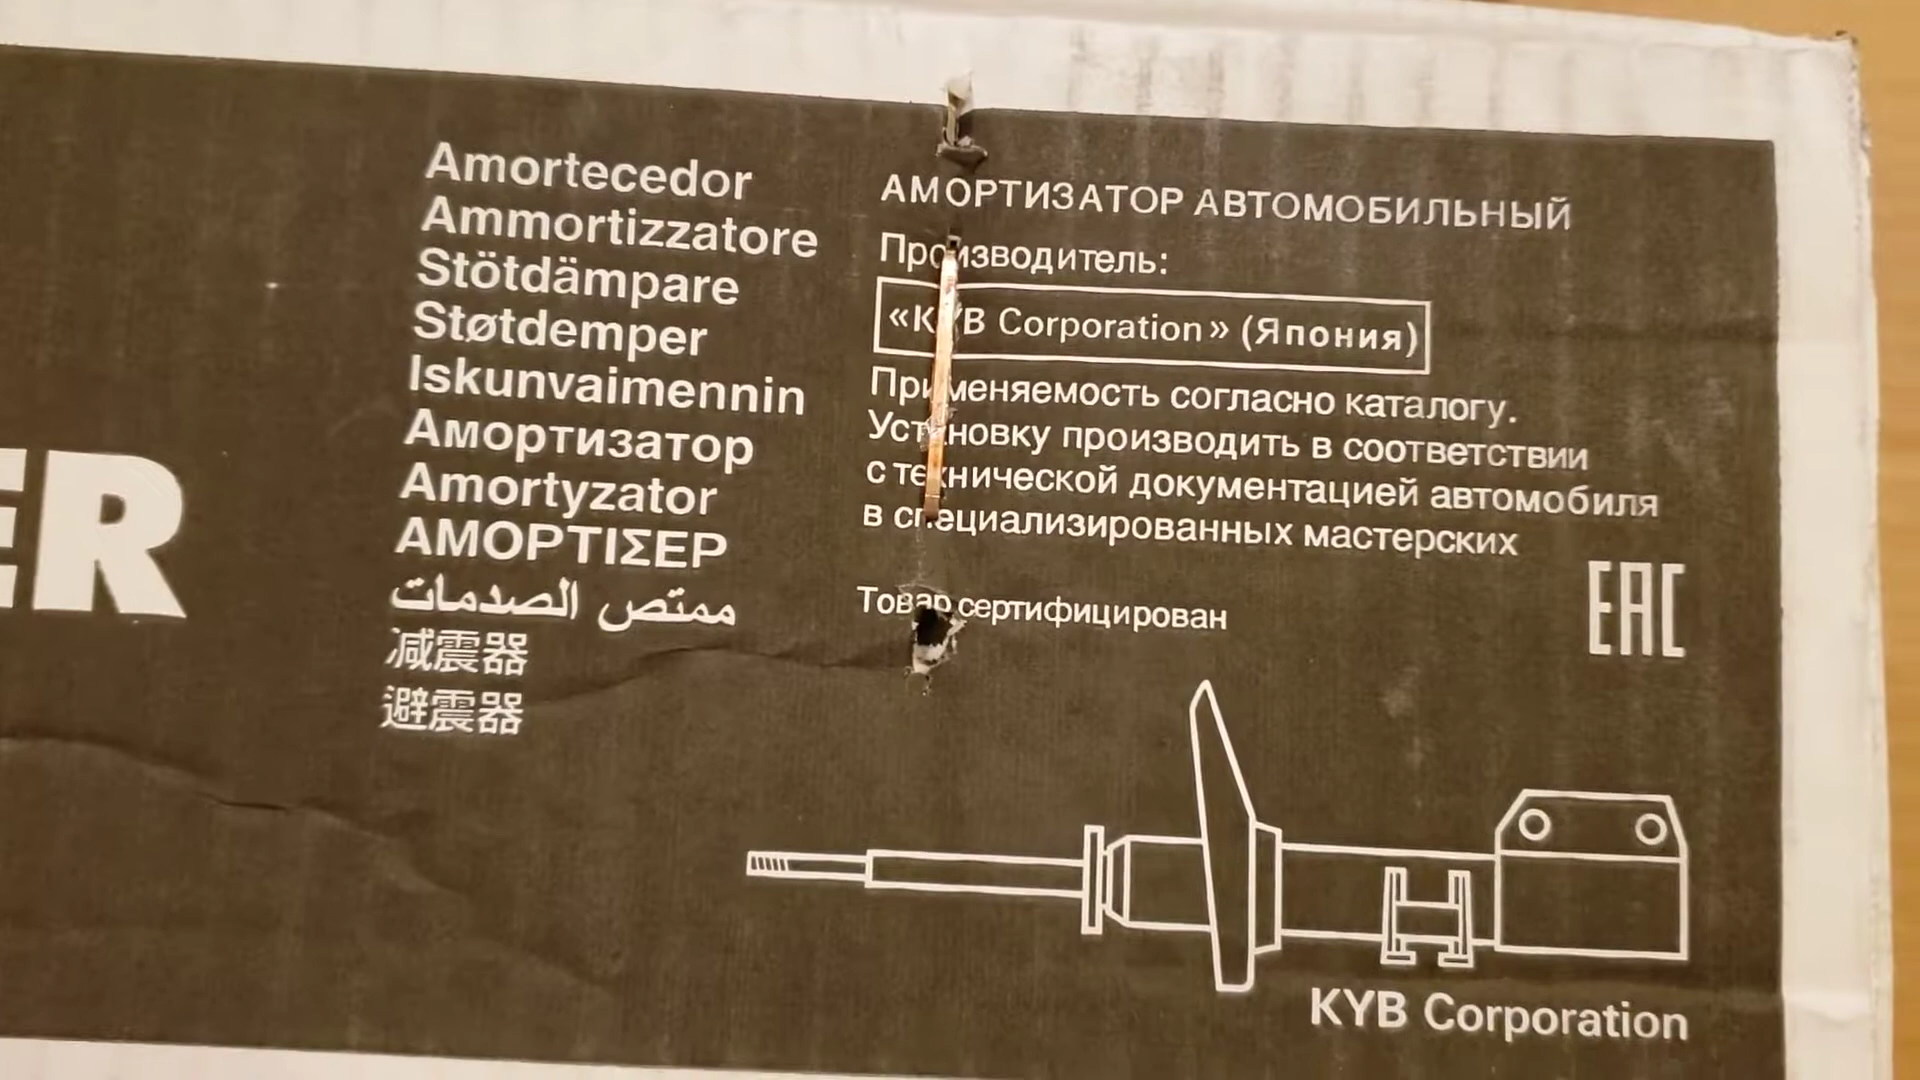 ER
Amortecedor
Ammortizzatore
Stötdämpare
Støtdemper
Iskunvaimennin
Амортизатор
Amortyzator
ΑΜΟΡΤΙΣΕΡ
ممتص الصدمات
减震器
避震器
АМОРТИЗАТОР АВТОМОБИЛЬНЫЙ
Производитель:
«KYB Corporation» (Япония)
Применяемость согласно каталогу.
Установку производить в соответствии
с технической документацией автомобиля
в специализированных мастерских
Товар сертифицирован
EAC
KYB Corporation